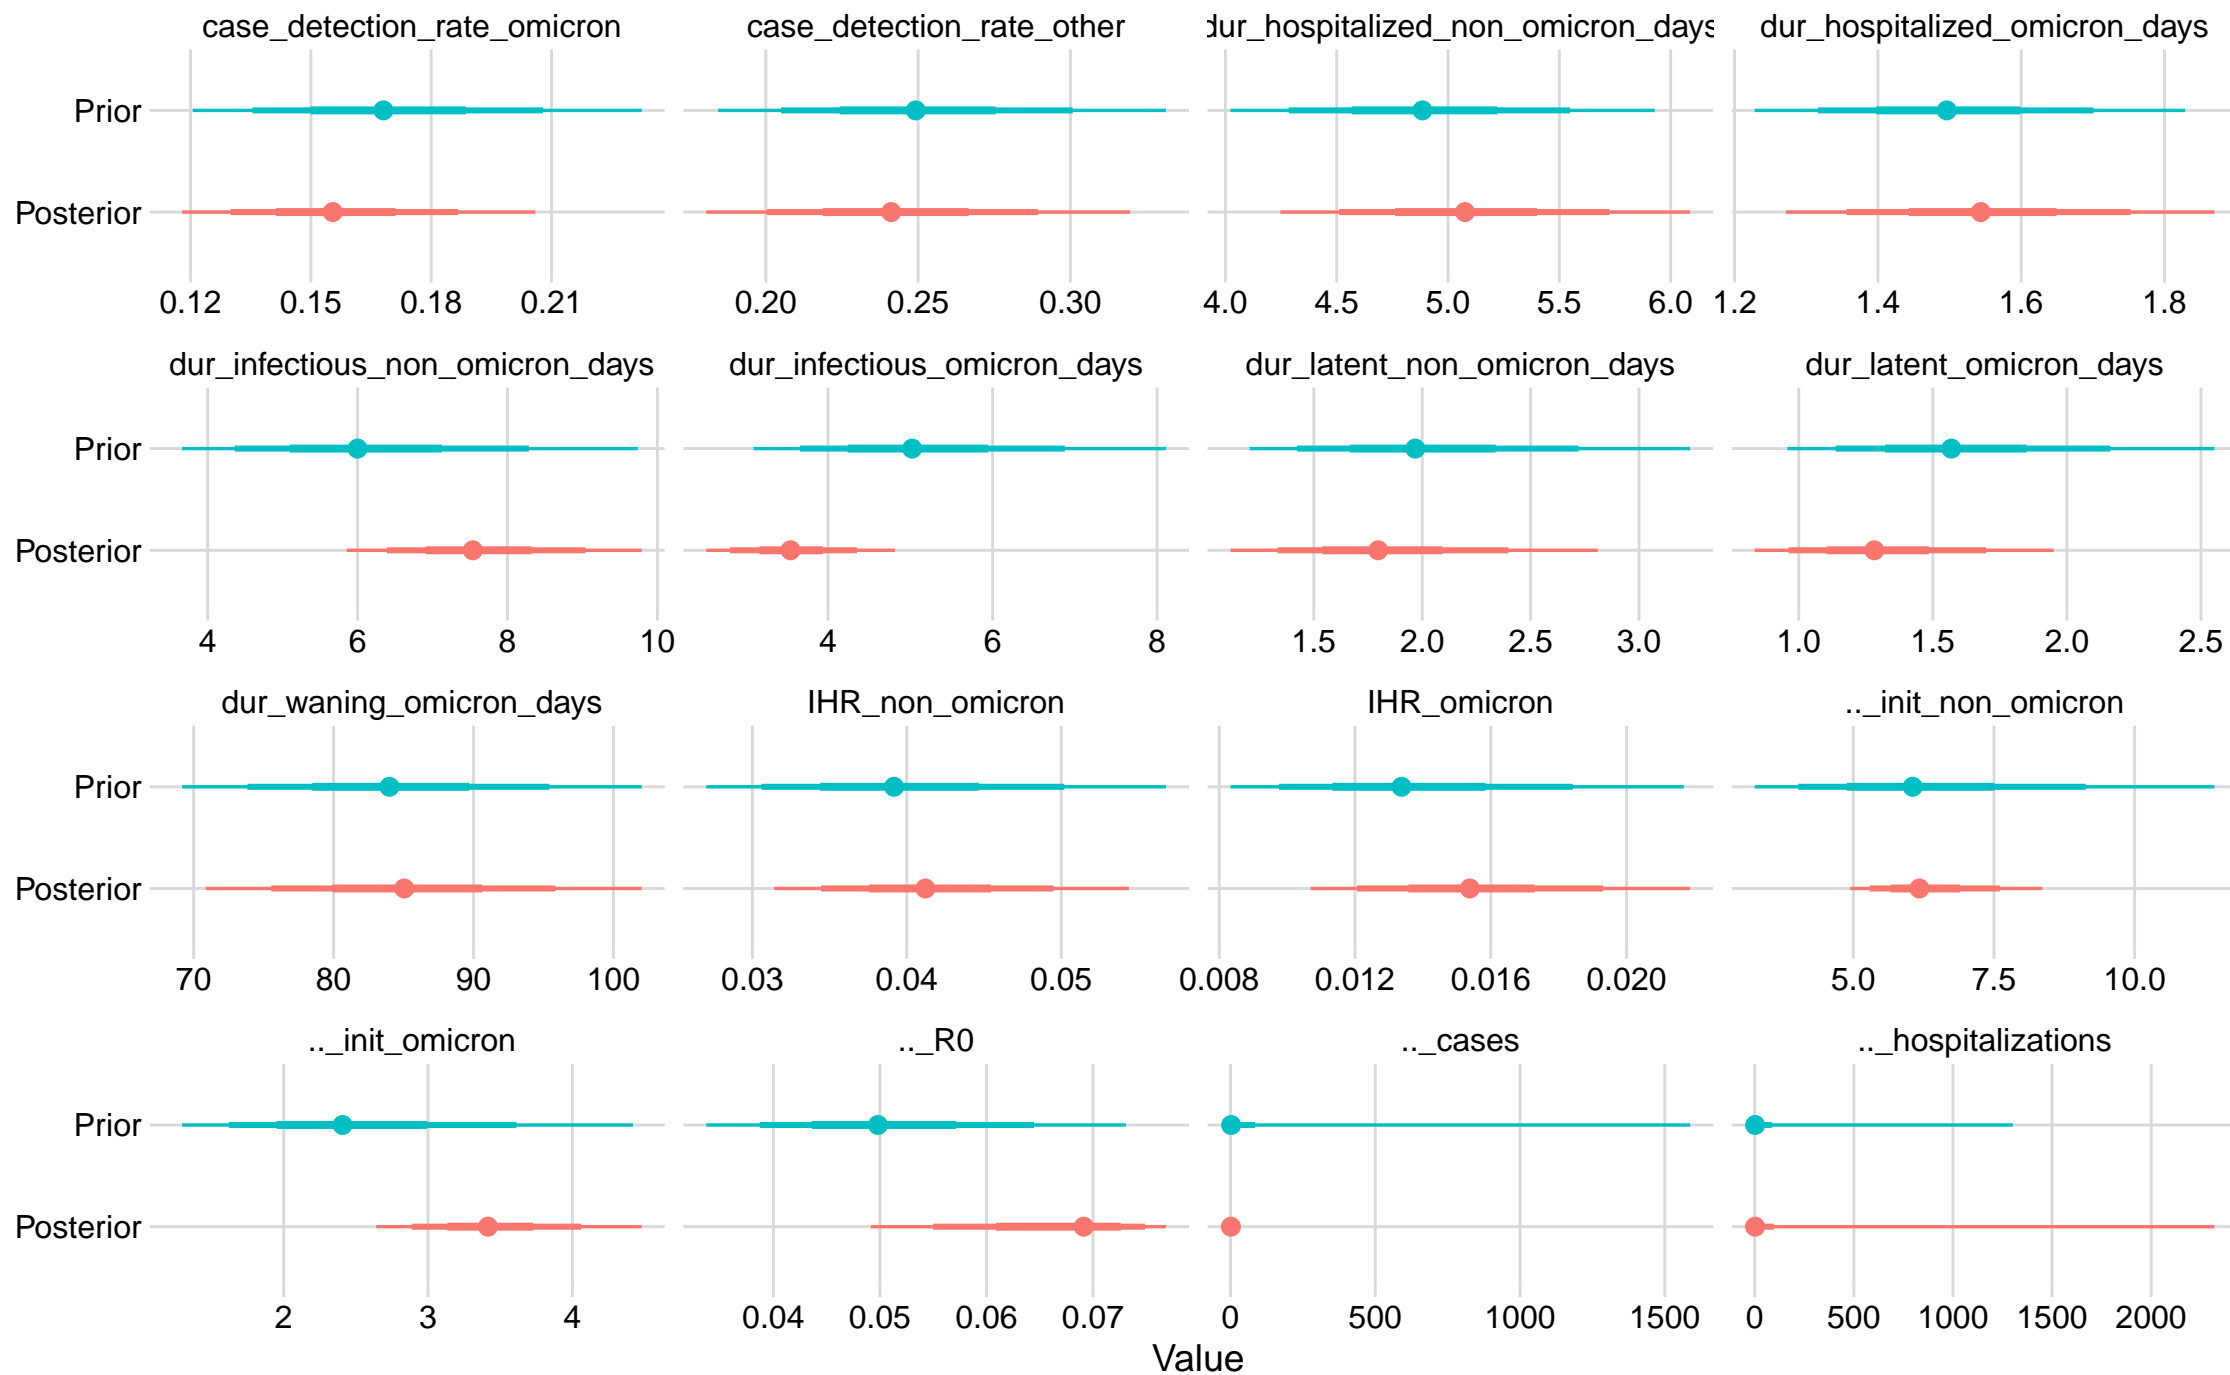 case_detection_rate_omicron case_detection_rate_other dur_hospitalized_non_omicron_days dur_hospitalized_omicron_days
Prior
Posterior
0.12 0.15 0.18 0.21 0.20 0.25 0.30 4.0 4.5 5.0 5.5 6.0 1.2 1.4 1.6 1.8
dur_infectious_non_omicron_days dur_infectious_omicron_days dur_latent_non_omicron_days dur_latent_omicron_days
Prior
Posterior
4 6 8 10 4 6 8 1.5 2.0 2.5 3.0 1.0 1.5 2.0 2.5
dur_waning_omicron_days IHR_non_omicron IHR_omicron .._init_non_omicron
Prior
Posterior
70 80 90 100 0.03 0.04 0.05 0.008 0.012 0.016 0.020 5.0 7.5 10.0
.._init_omicron .._R0 .._cases .._hospitalizations
Prior
Posterior
2 3 4 0.04 0.05 0.06 0.07 0 500 1000 1500 0 500 1000 1500 2000
Value